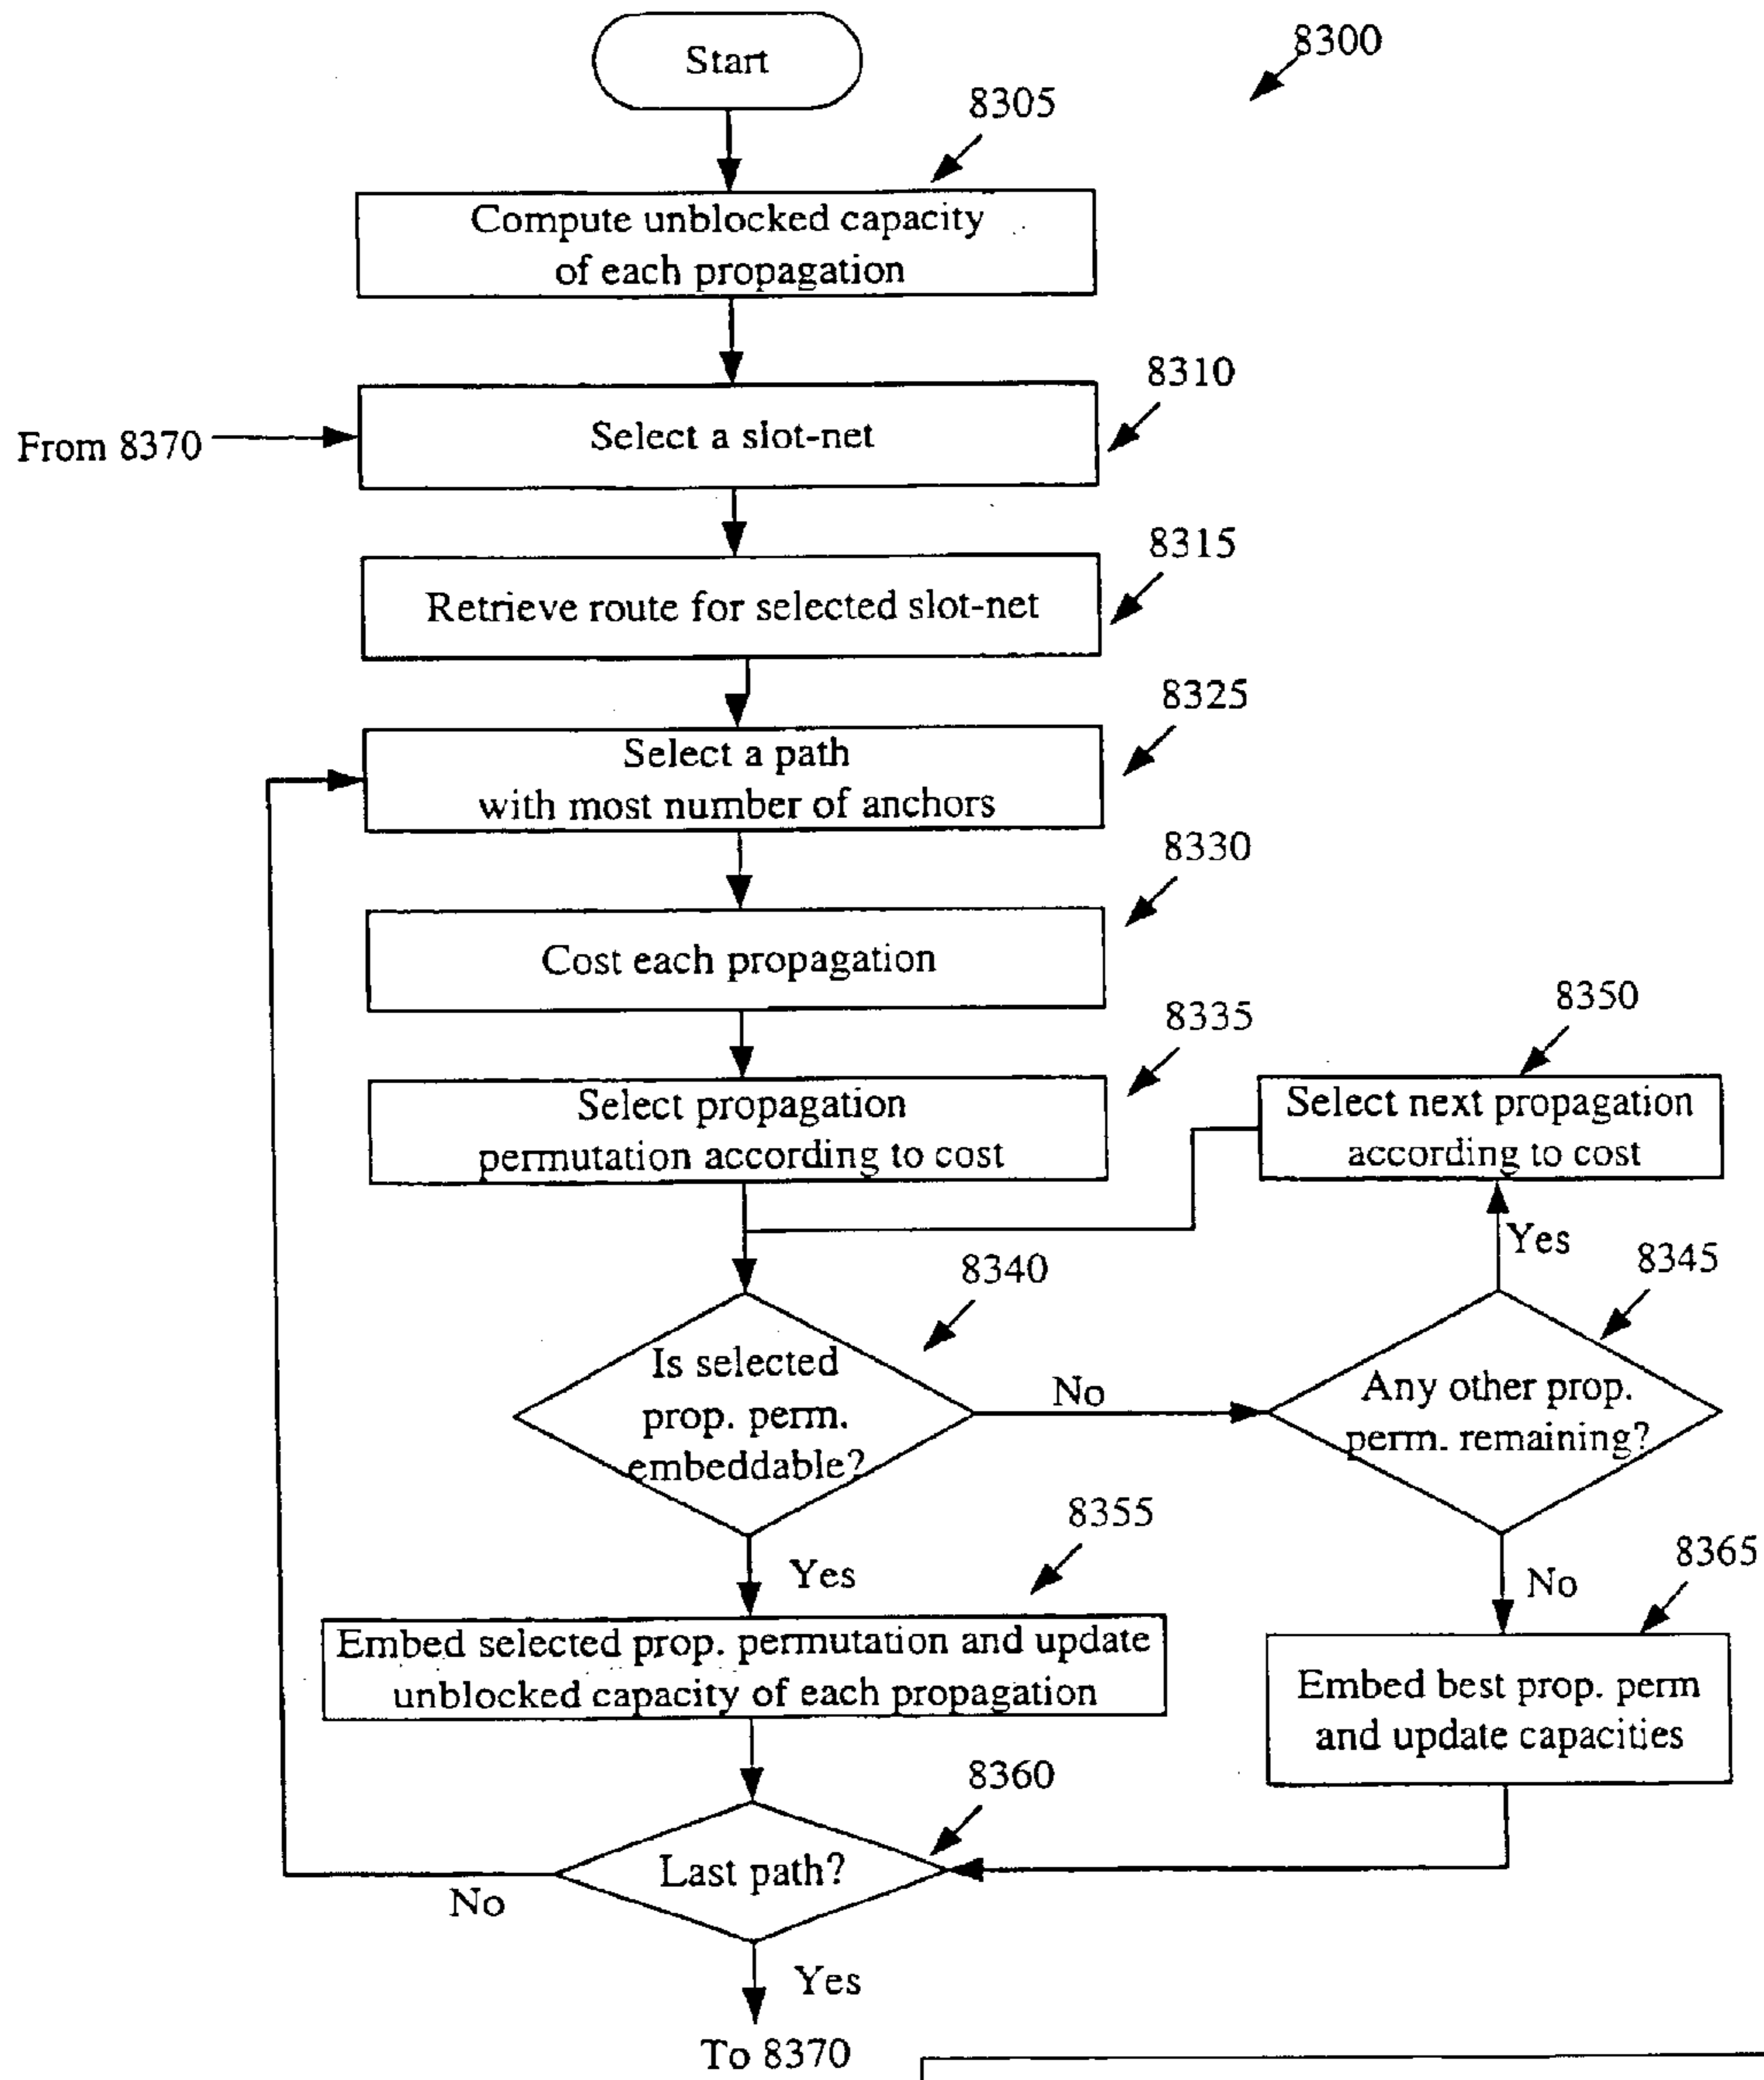 Start
8300
8305
Compute unblocked capacity
of each propagation
8310
From 8370
Select a slot-net
8315
Retrieve route for selected slot-net
8325
Select a path
with most number of anchors
8330
Cost each propagation
8335
8350
Select propagation
permutation according to cost
Select next propagation
according to cost
Yes
8340
8345
Is selected
prop. perm.
embeddable?
No
Any other prop.
perm. remaining?
8355
8365
Yes
No
Embed selected prop. permutation and update
unblocked capacity of each propagation
Embed best prop. perm
and update capacities
8360
Last path?
No
Yes
To 8370